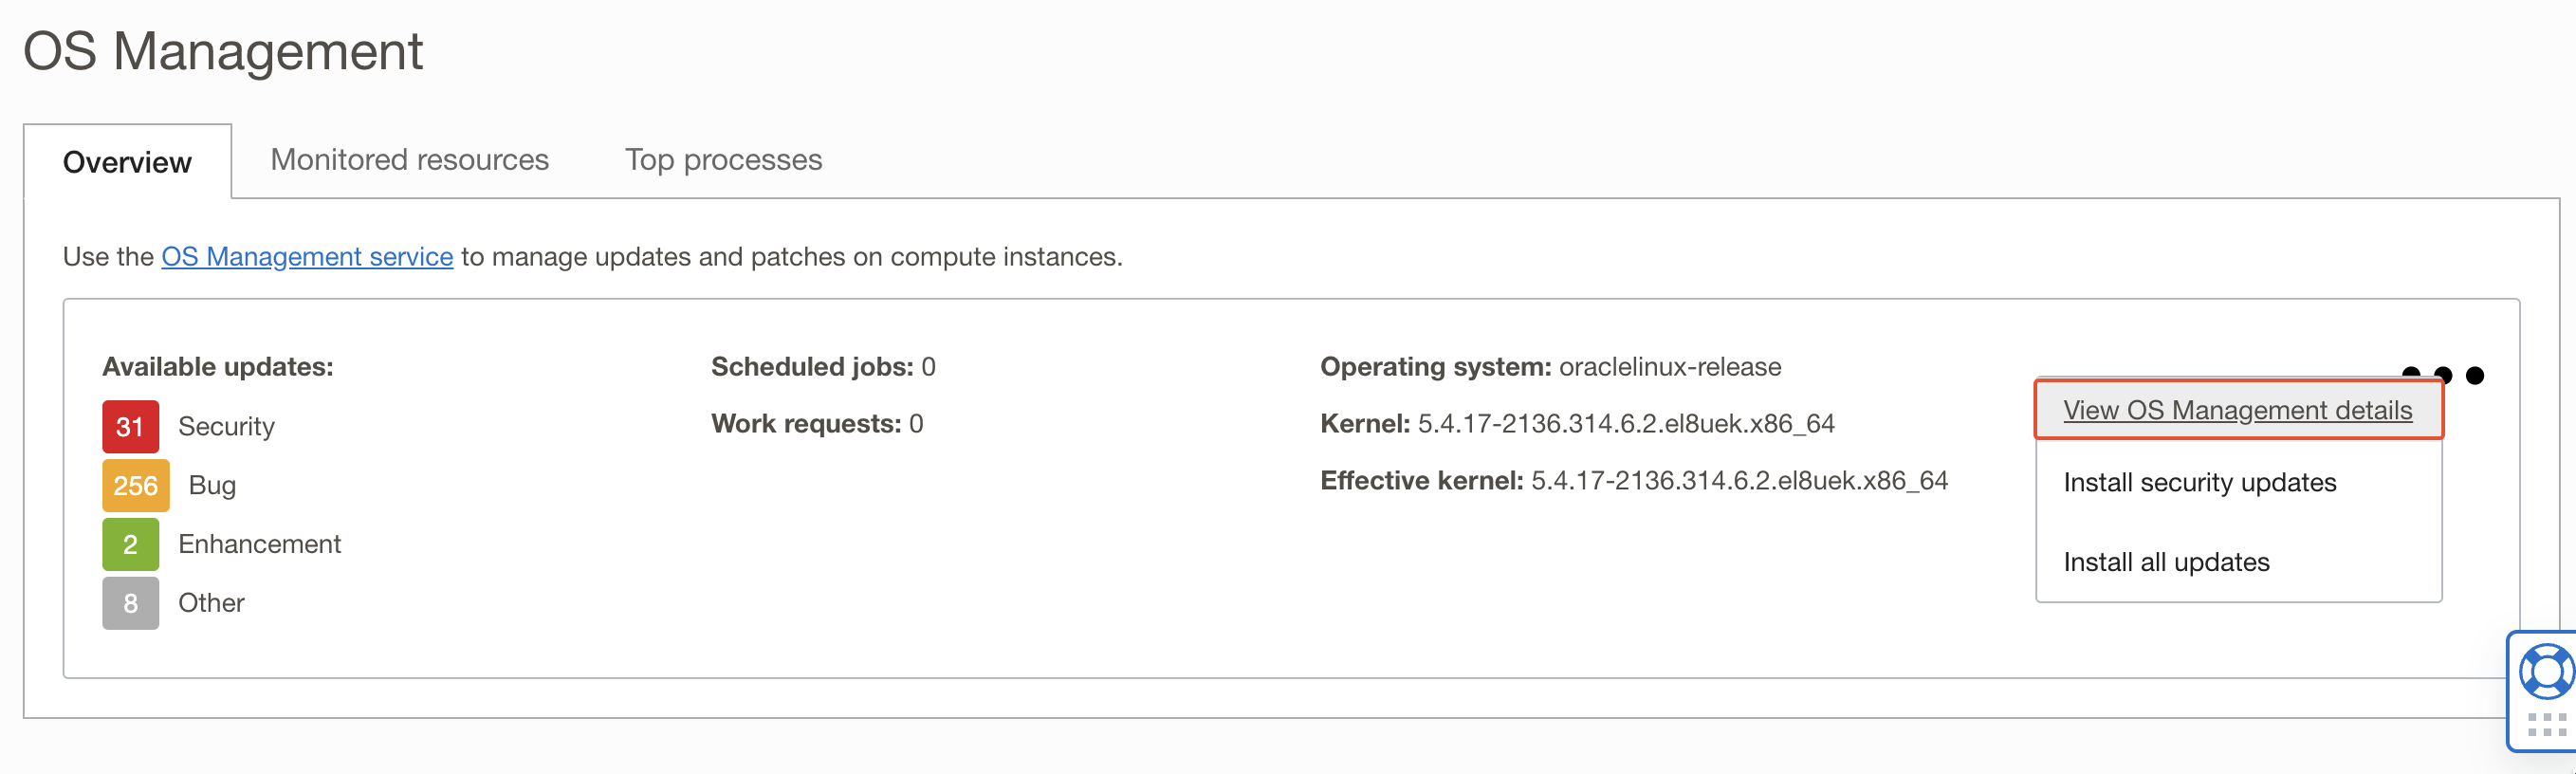 OS Management
Overview
Monitored resources
Top processes
Use the OS Management service to manage updates and patches on compute instances.
Available updates:
31 Security
256 Bug
2 Enhancement
8 Other
Scheduled jobs: 0
Work requests: 0
Operating system: oraclelinux-release
Kernel: 5.4.17-2136.314.6.2.el8uek.x86_64
Effective kernel: 5.4.17-2136.314.6.2.el8uek.x86_64
View OS Management details
Install security updates
Install all updates